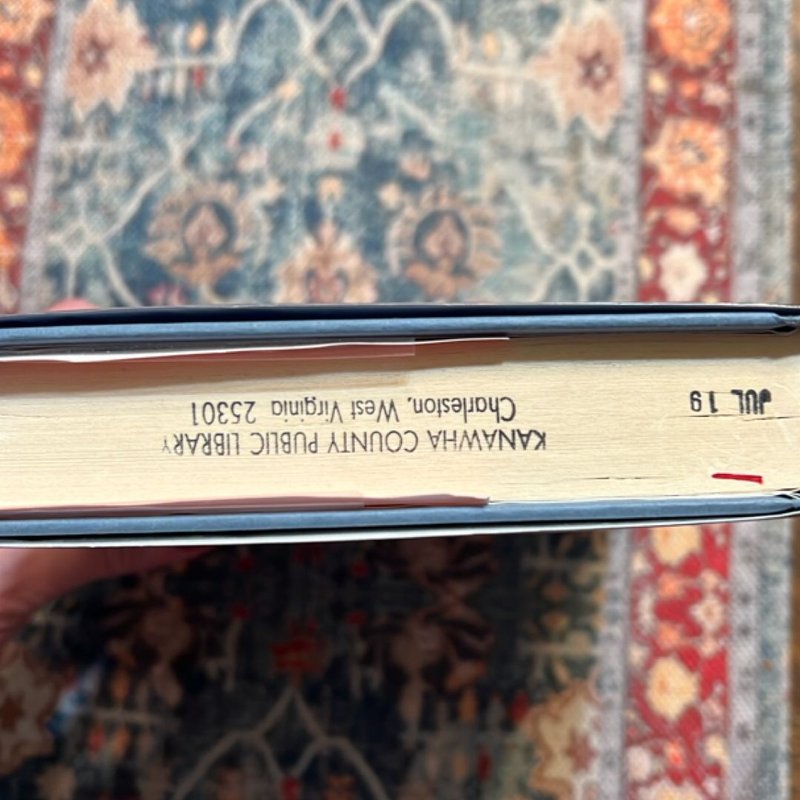 KANAWHA COUNTY PUBLIC LIBRARY
Charleston, West Virginia 25301
JUL 19